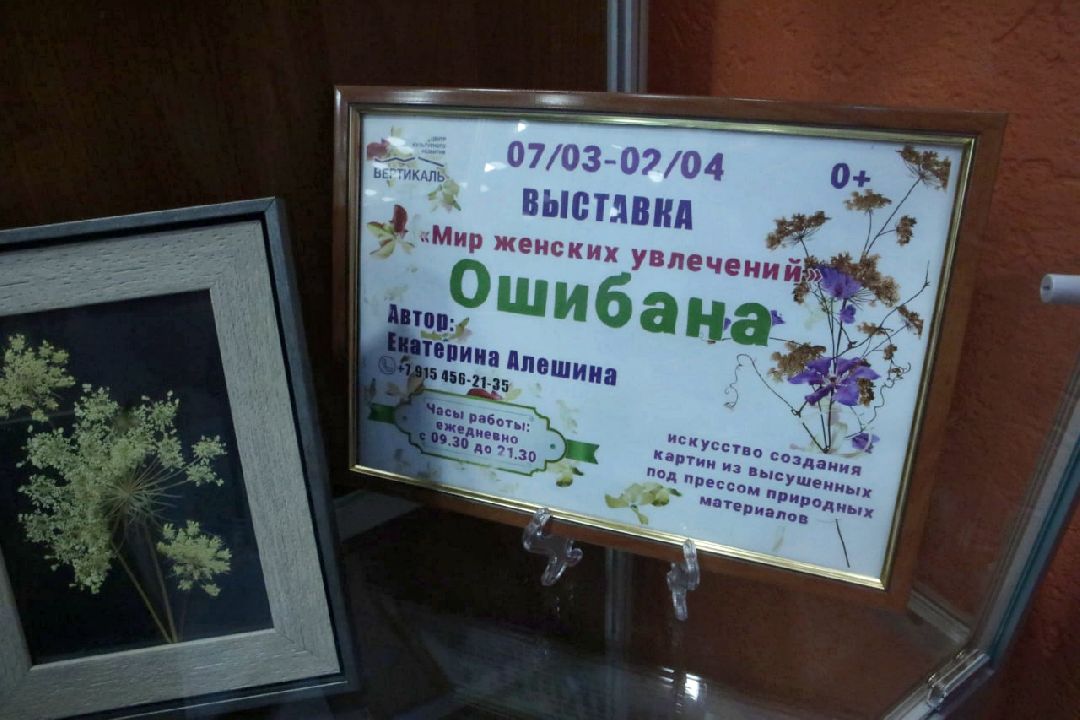 ЦЕНТР
КУЛЬТУРНОГО
РАЗВИТИЯ
ВЕРТИКАЛЬ
07/03-02/04
0+
ВЫСТАВКА
«Мир женских увлечений»
Ошибана
Автор:
Екатерина Алешина
+7 915 456-21-35
Часы работы:
ежедневно
с 09.30 до 21.30
искусство создания
картин из высушенных
под прессом природных
материалов